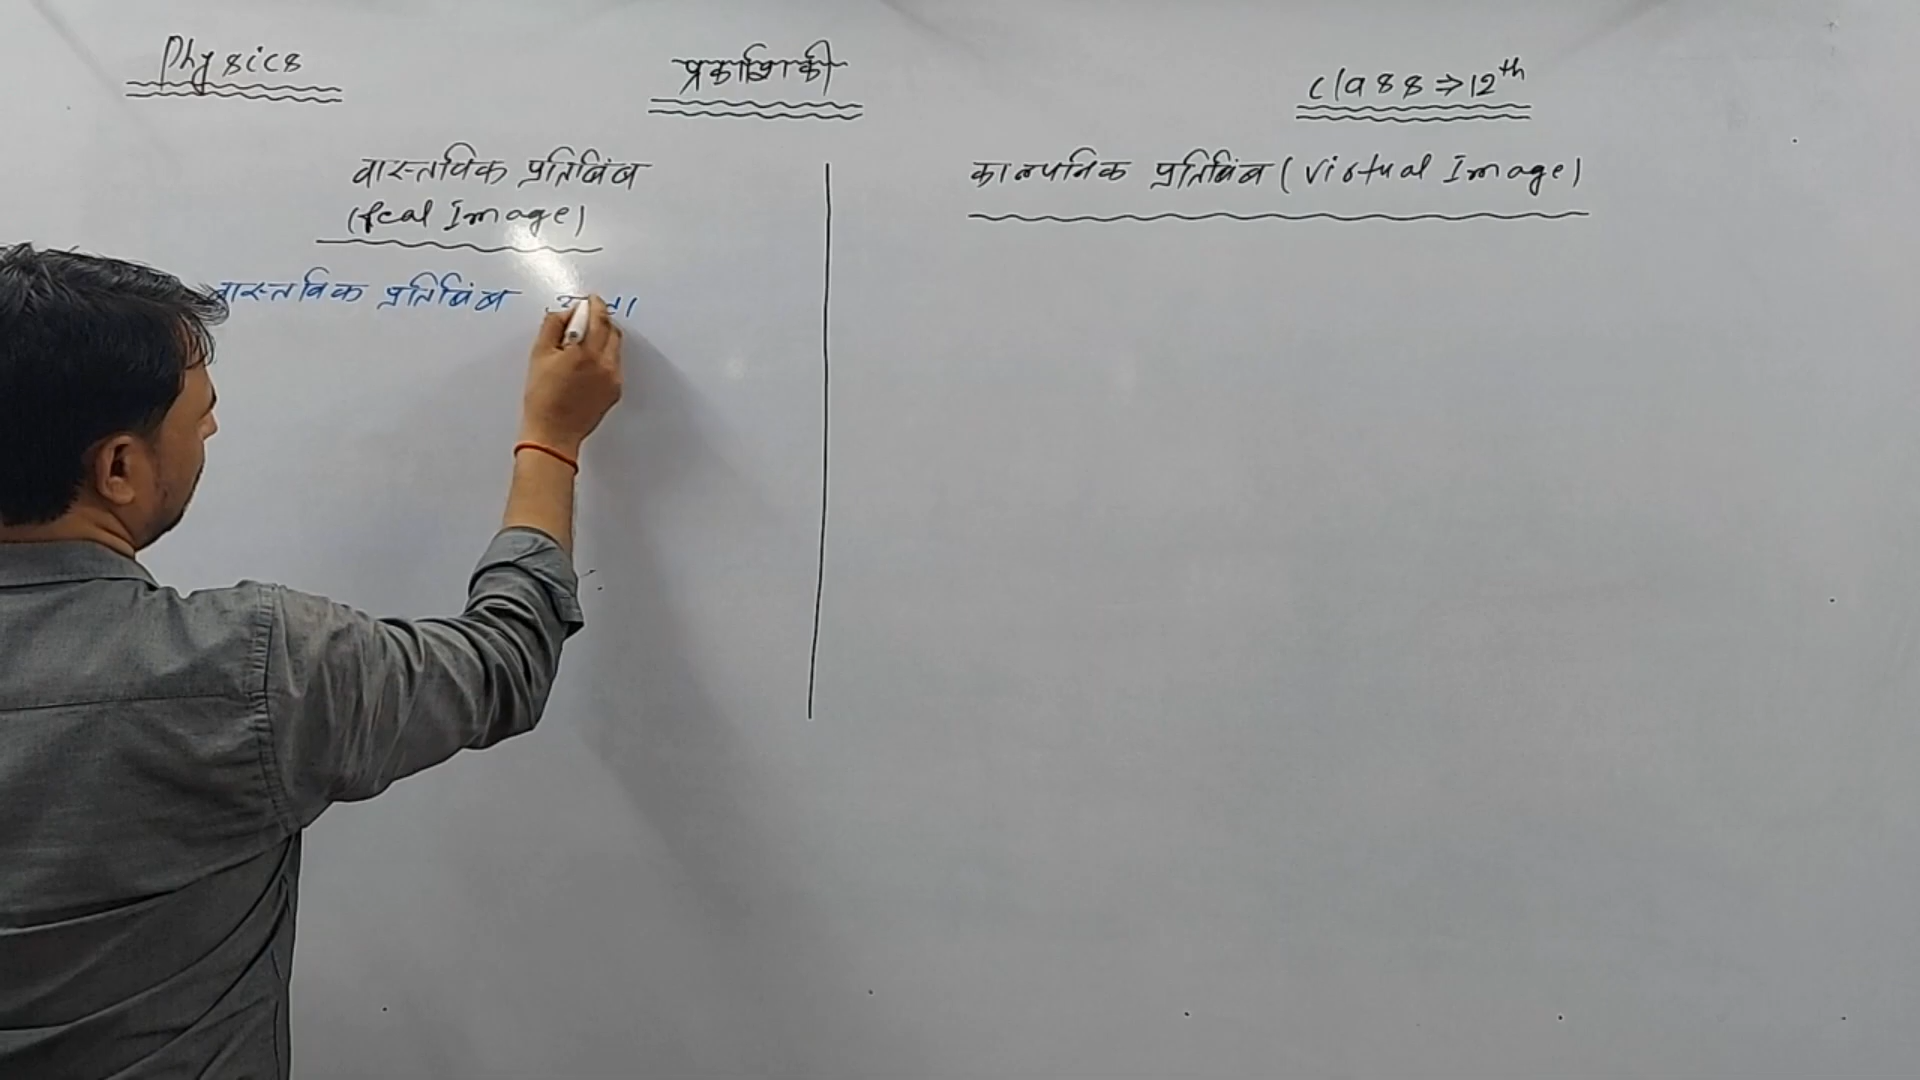 Physics
प्रकाशिकी
class ⇒ 12th
वास्तविक प्रतिबिंब
(Real Image)
काल्पनिक प्रतिबिंब (Virtual Image)
वास्तविक प्रतिबिंब